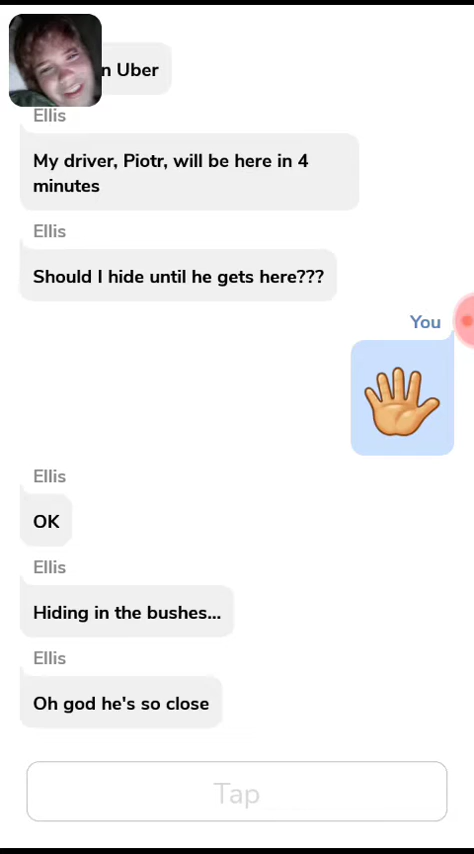 n Uber
Ellis
My driver, Piotr, will be here in 4
minutes
Ellis
Should I hide until he gets here???
You
Ellis
OK
Ellis
Hiding in the bushes...
Ellis
Oh god he's so close
Tap